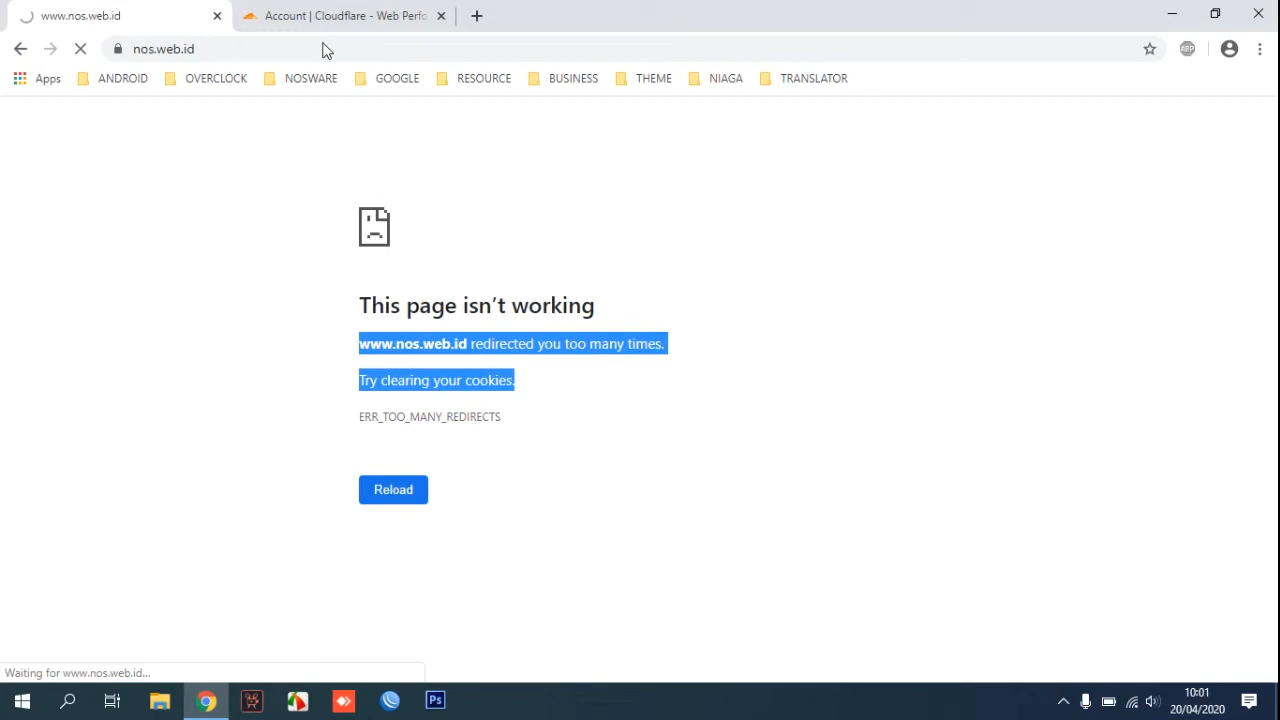 www.nos.web.id
Account | Cloudflare - Web Perfo
nos.web.id
ABP
Apps ANDROID OVERCLOCK NOSWARE GOOGLE RESOURCE BUSINESS THEME NIAGA TRANSLATOR
This page isn’t working
www.nos.web.id redirected you too many times.
Try clearing your cookies.
ERR_TOO_MANY_REDIRECTS
Reload
Waiting for www.nos.web.id...
Ps
10:01
20/04/2020